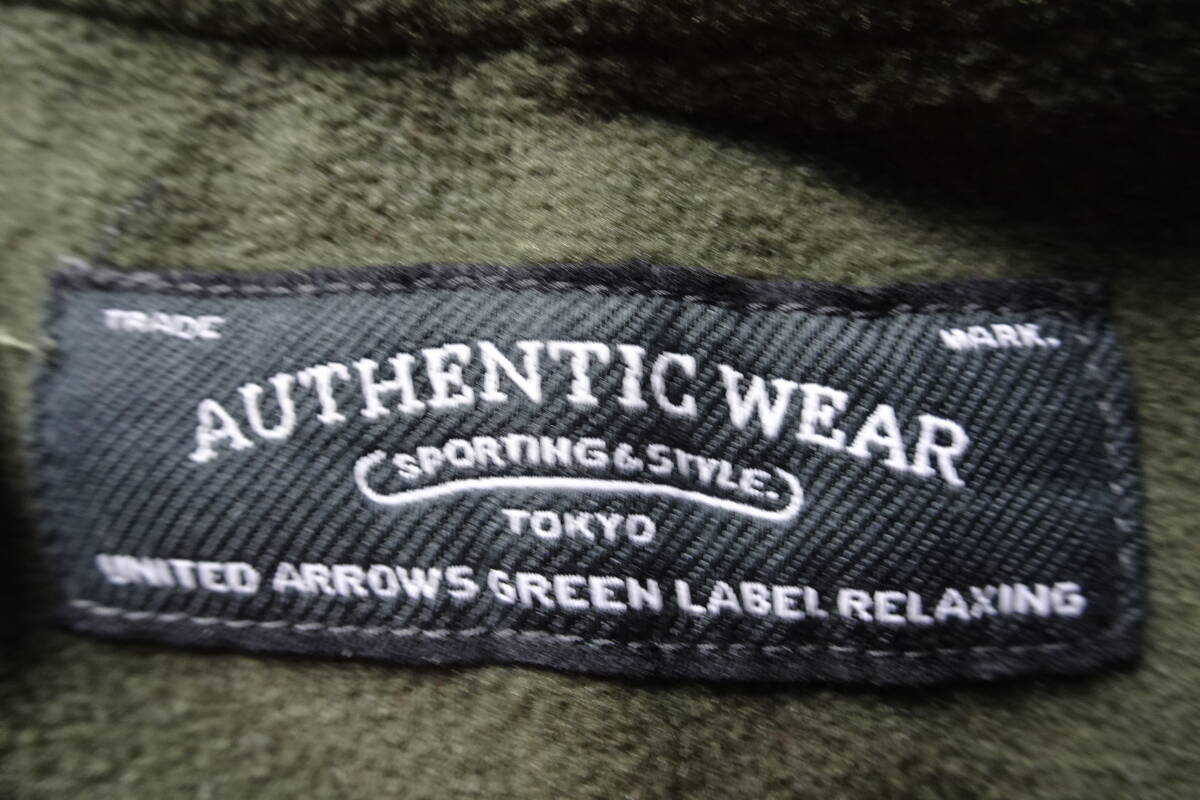 TRADE MARK.
AUTHENTIC WEAR
SPORTING & STYLE.
TOKYO
UNITED ARROWS GREEN LABEL RELAXING